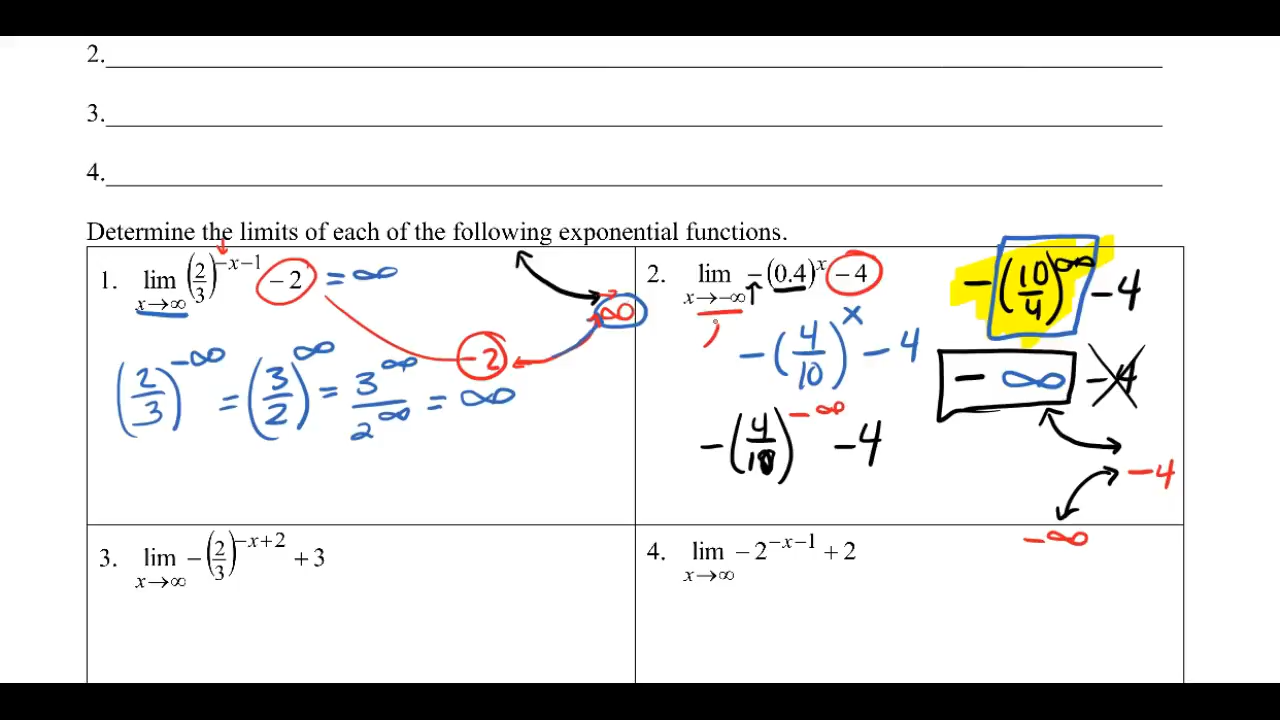 2.
3.
4.
Determine the limits of each of the following exponential functions.
1. lim x→∞ (2/3)^(−x−1) − 2 = ∞
∞
−2
(2/3)^(−∞) = (3/2)^∞ = 3^∞/2^∞ = ∞
2. lim x→−∞ −(0.4)^x − 4
−(4/10)^x − 4
−(4/10)^(−∞) − 4
−(10/4)^∞ − 4
−∞ −4
−4
−∞
3. lim x→∞ −(2/3)^(−x+2) + 3
4. lim x→∞ −2^(−x−1) + 2